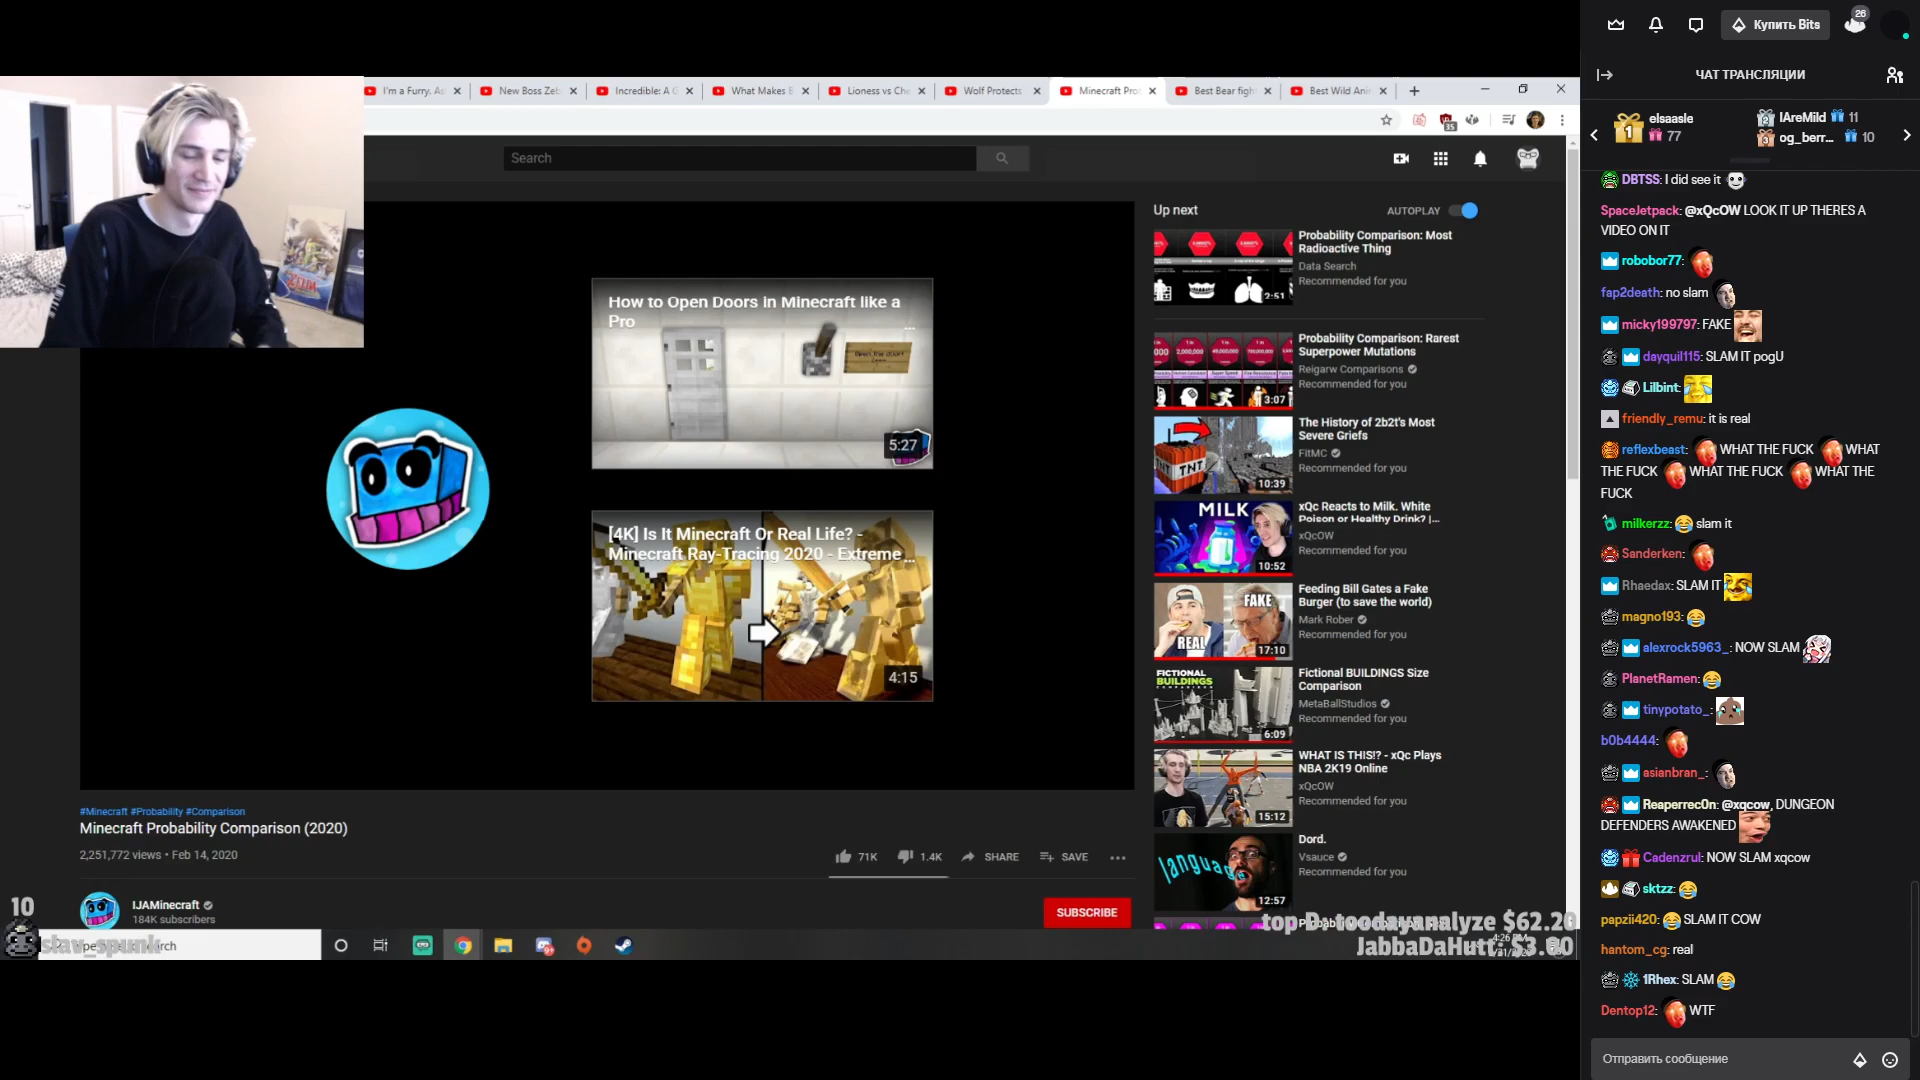 I'm a Furry. As
New Boss Zel
Incredible: A G
What Makes
Lioness vs Che
Wolf Protects
Minecraft Pro
Best Bear figh
Best Wild Ani
35
Search
How to Open Doors in Minecraft like a
Pro
...
5:27
[4K] Is It Minecraft Or Real Life? -
Minecraft Ray-Tracing 2020 - Extreme ...
4:15
#Minecraft #Probability #Comparison
Minecraft Probability Comparison (2020)
2,251,772 views • Feb 14, 2020
71K
1.4K
SHARE
SAVE
IJAMinecraft
184K subscribers
SUBSCRIBE
10
slav_spunk
Up next
AUTOPLAY
Probability Comparison: Most
Radioactive Thing
Data Search
Recommended for you
2:51
Probability Comparison: Rarest
Superpower Mutations
Reigarw Comparisons
Recommended for you
3:07
The History of 2b2t's Most
Severe Griefs
FitMC
Recommended for you
TNT
10:39
xQc Reacts to Milk. White
Poison or Healthy Drink? |...
xQcOW
Recommended for you
MILK
10:52
Feeding Bill Gates a Fake
Burger (to save the world)
Mark Rober
Recommended for you
REAL
FAKE
17:10
Fictional BUILDINGS Size
Comparison
MetaBallStudios
Recommended for you
FICTIONAL
BUILDINGS
6:09
WHAT IS THIS!? - xQc Plays
NBA 2K19 Online
xQcOW
Recommended for you
15:12
Dord.
Vsauce
Recommended for you
12:57
top D: toodayanalyze $62.20
JabbaDaHutt: $3.00
Купить Bits
26
ЧАТ ТРАНСЛЯЦИИ
1
elsaasle
77
IAreMild 11
og_berr... 10
DBTSS: I did see it
SpaceJetpack: @xQcOW LOOK IT UP THERES A
VIDEO ON IT
robobor77:
fap2death: no slam
micky199797: FAKE
dayquil115: SLAM IT pogU
Lilbint:
friendly_remu: it is real
reflexbeast: WHAT THE FUCK WHAT
THE FUCK WHAT THE FUCK WHAT THE
FUCK
milkerzz: slam it
Sanderken:
Rhaedax: SLAM IT
magno193:
alexrock5963_: NOW SLAM
PlanetRamen:
tinypotato_:
b0b4444:
asianbran_:
Reaperrec0n: @xqcow, DUNGEON
DEFENDERS AWAKENED
Cadenzrul: NOW SLAM xqcow
sktzz:
papzii420: SLAM IT COW
hantom_cg: real
1Rhex: SLAM
Dentop12: WTF
Отправить сообщение